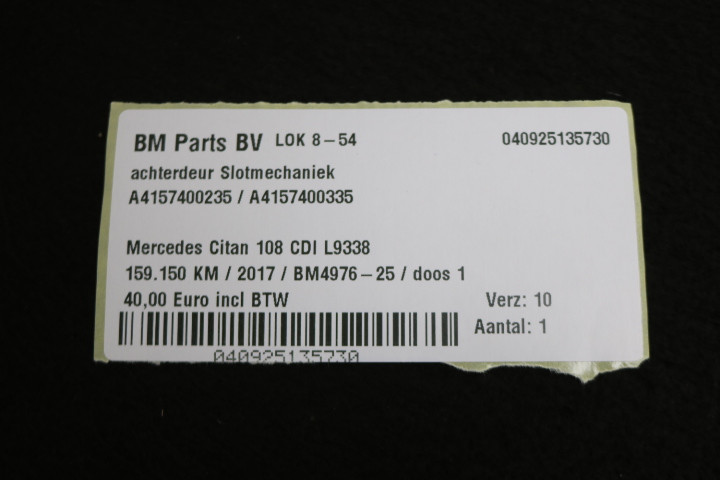 BM Parts BV LOK 8-54 040925135730
achterdeur Slotmechaniek
A4157400235 / A4157400335
Mercedes Citan 108 CDI L9338
159.150 KM / 2017 / BM4976-25 / doos 1
40,00 Euro incl BTW Verz: 10
Aantal: 1
040925135730